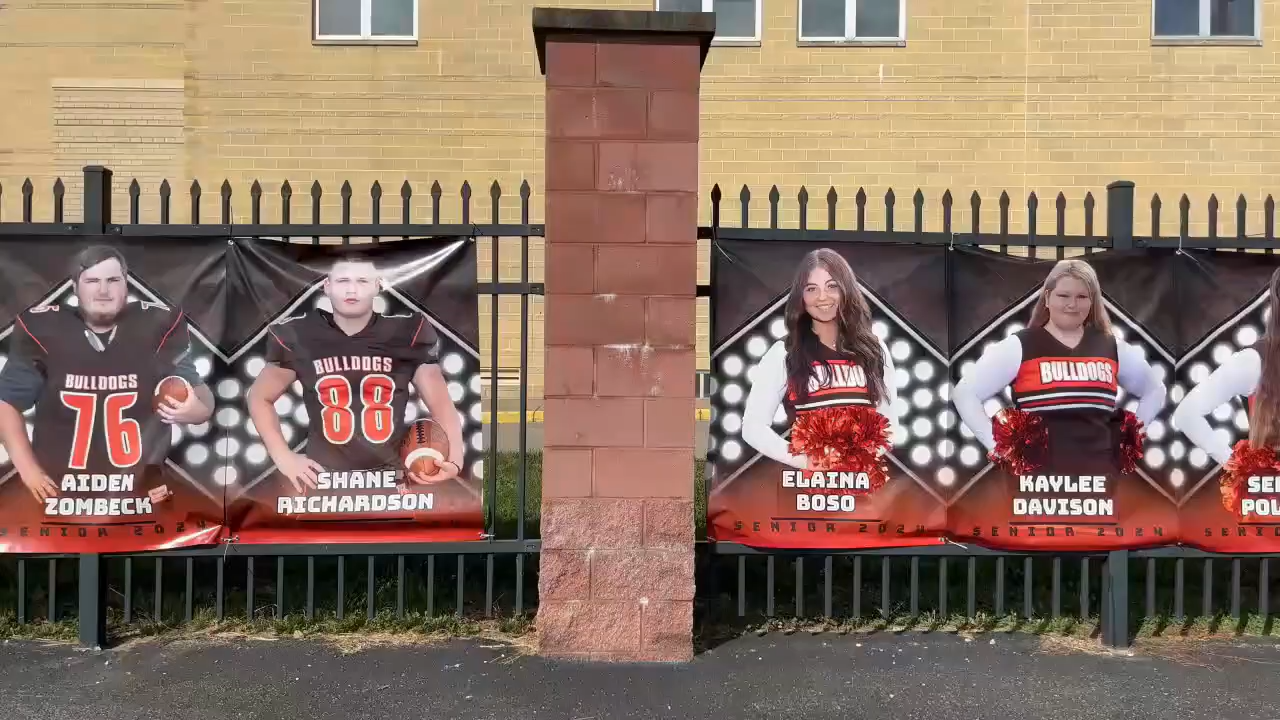 BULLDOGS
76
AIDEN
ZOMBECK
SENIOR 2024
BULLDOGS
88
SHANE
RICHARDSON
ELAINA
BOSO
SENIOR 2024
BULLDOGS
KAYLEE
DAVISON
SENIOR 2024